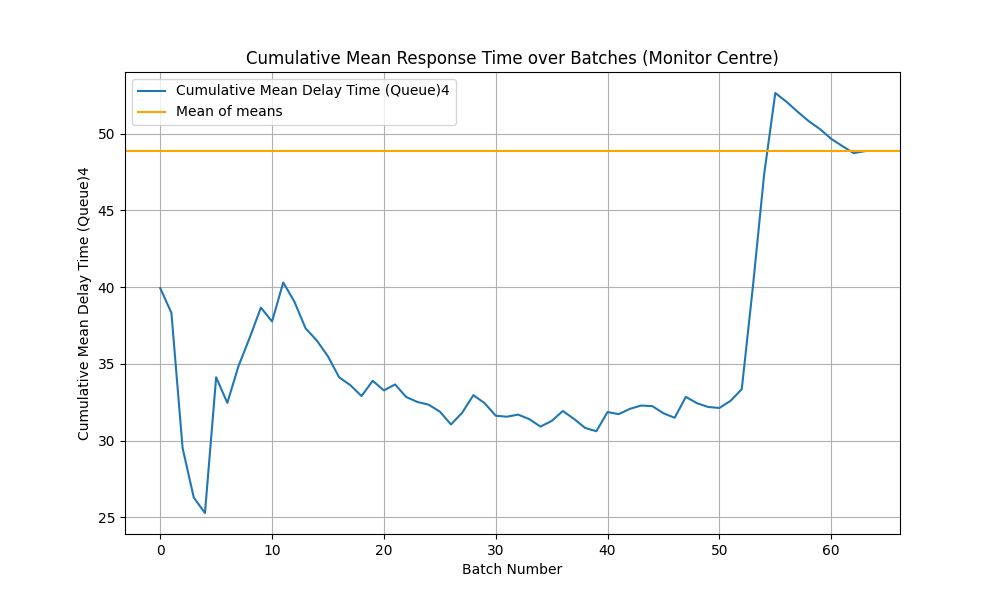 Cumulative Mean Response Time over Batches (Monitor Centre)
Cumulative Mean Delay Time (Queue)4
Mean of means
Cumulative Mean Delay Time (Queue)4
50
45
40
35
30
25
0 10 20 30 40 50 60
Batch Number